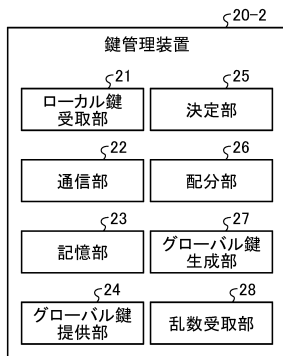 20-2
鍵管理装置
21
ローカル鍵
受取部
25
決定部
22
通信部
26
配分部
23
記憶部
27
グローバル鍵
生成部
24
グローバル鍵
提供部
28
乱数受取部